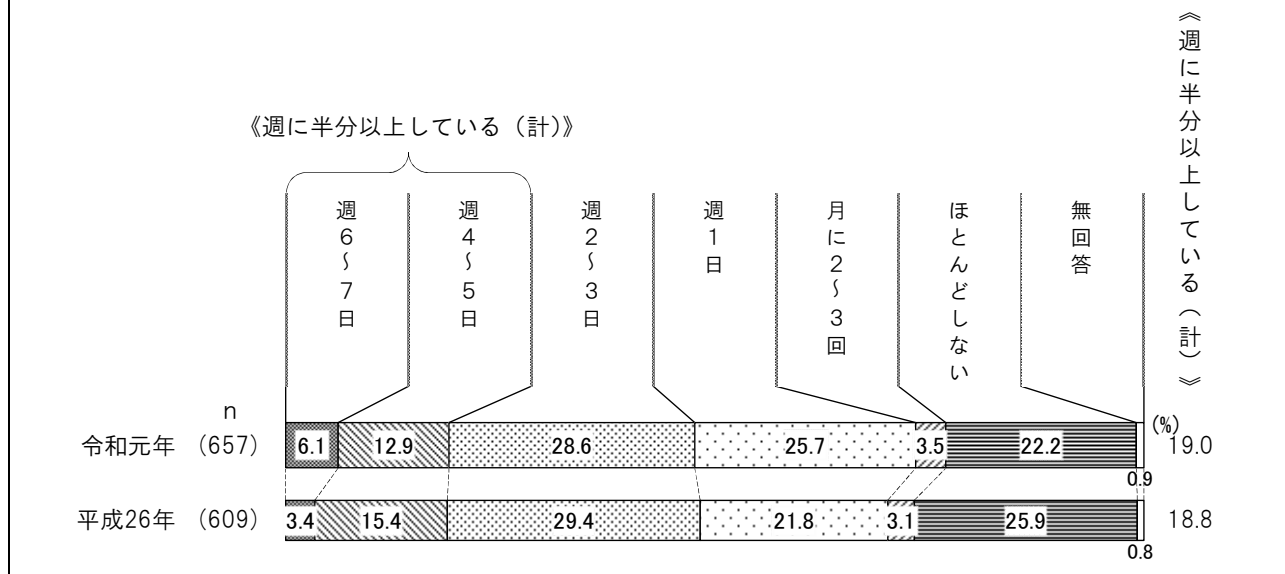 《週に半分以上している（計）》
《週に半分以上している（計）》
週６～７日
週４～５日
週２～３日
週１日
月に２～３回
ほとんどしない
無回答
n
(%)
令和元年 (657) 6.1 12.9 28.6 25.7 3.5 22.2 0.9 19.0
平成26年 (609) 3.4 15.4 29.4 21.8 3.1 25.9 0.8 18.8